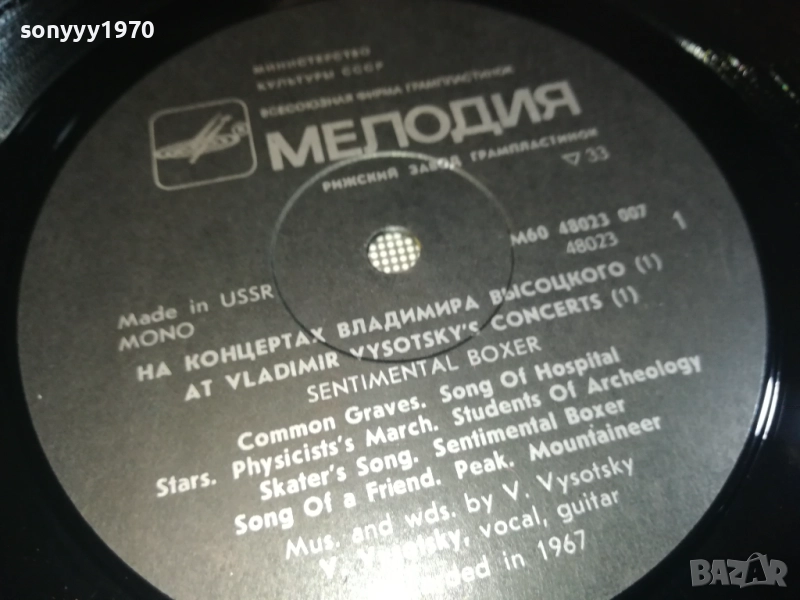 sonyyy1970
МИНИСТЕРСТВО
КУЛЬТУРЫ СССР
ВСЕСОЮЗНАЯ ФИРМА ГРАМПЛАСТИНОК
МЕЛОДИЯ
РИЖСКИЙ ЗАВОД ГРАМПЛАСТИНОК
▽ 33
М60 48023 007
48023
1
Made in USSR
MONO
НА КОНЦЕРТАХ ВЛАДИМИРА ВЫСОЦКОГО (1)
AT VLADIMIR VYSOTSKY'S CONCERTS (1)
SENTIMENTAL BOXER
Common Graves. Song Of Hospital
Stars. Physicists's March. Students Of Archeology
Skater's Song. Sentimental Boxer
Song Of a Friend. Peak. Mountaineer
Mus. and wds. by V. Vysotsky
V. Vysotsky, vocal, guitar
in 1967
BAZAR